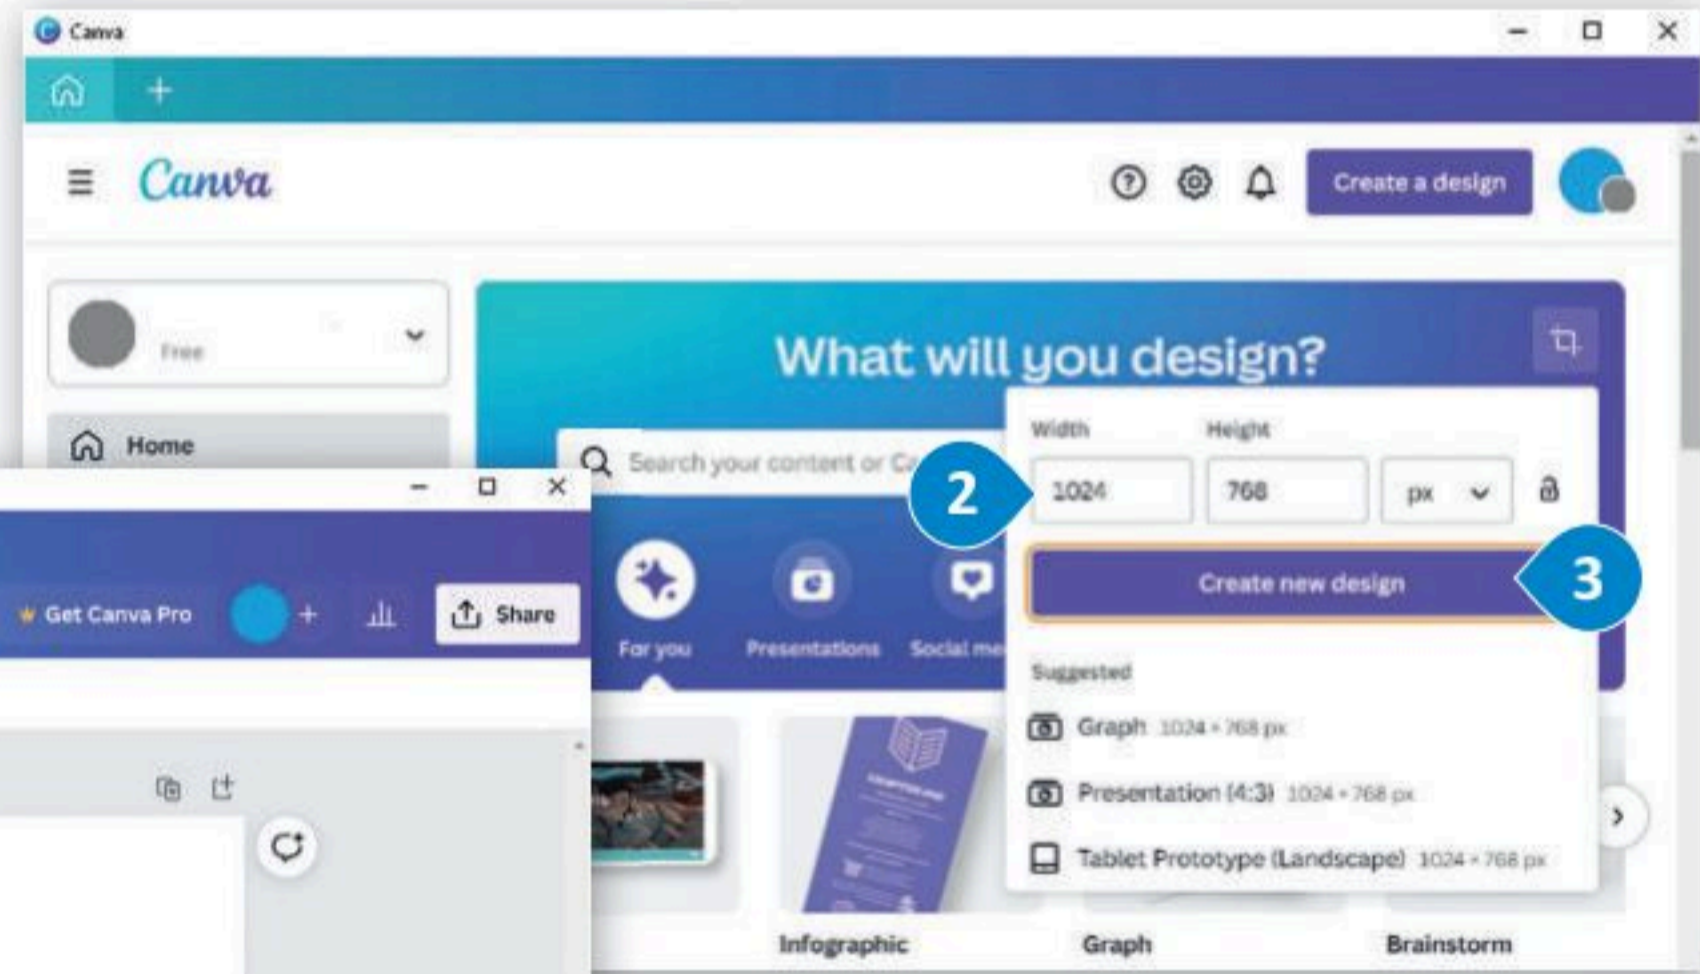 Canva
Canva
Create a design
Free
What will you design?
Home
Width
Height
Search your content or
2
1024
768
px
Create new design
3
Get Canva Pro
Share
For you
Presentations
Social me
Suggested
Graph 1024 × 768 px
Presentation (4:3) 1024 × 768 px
Tablet Prototype (Landscape) 1024 × 768 px
Infographic
Graph
Brainstorm